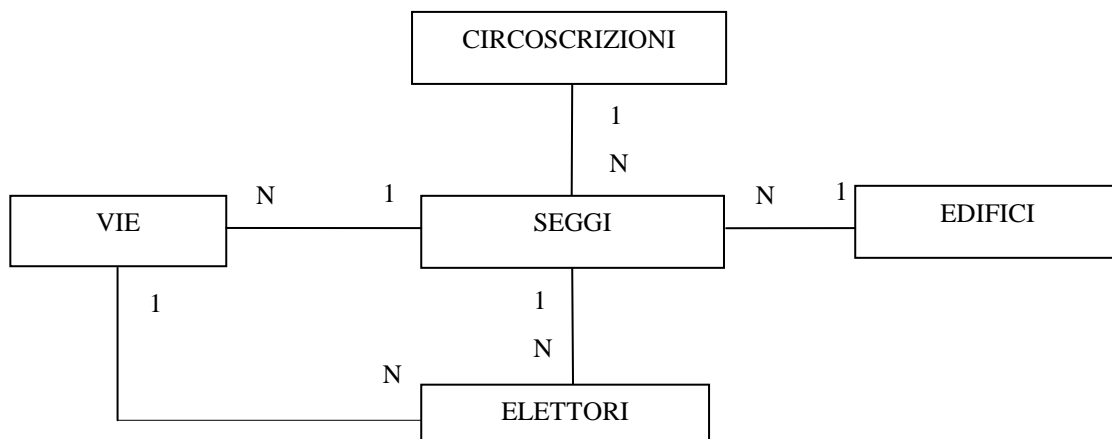 CIRCOSCRIZIONI
1
N
VIE
N
1
SEGGI
N
1
EDIFICI
1
1
N
N
ELETTORI